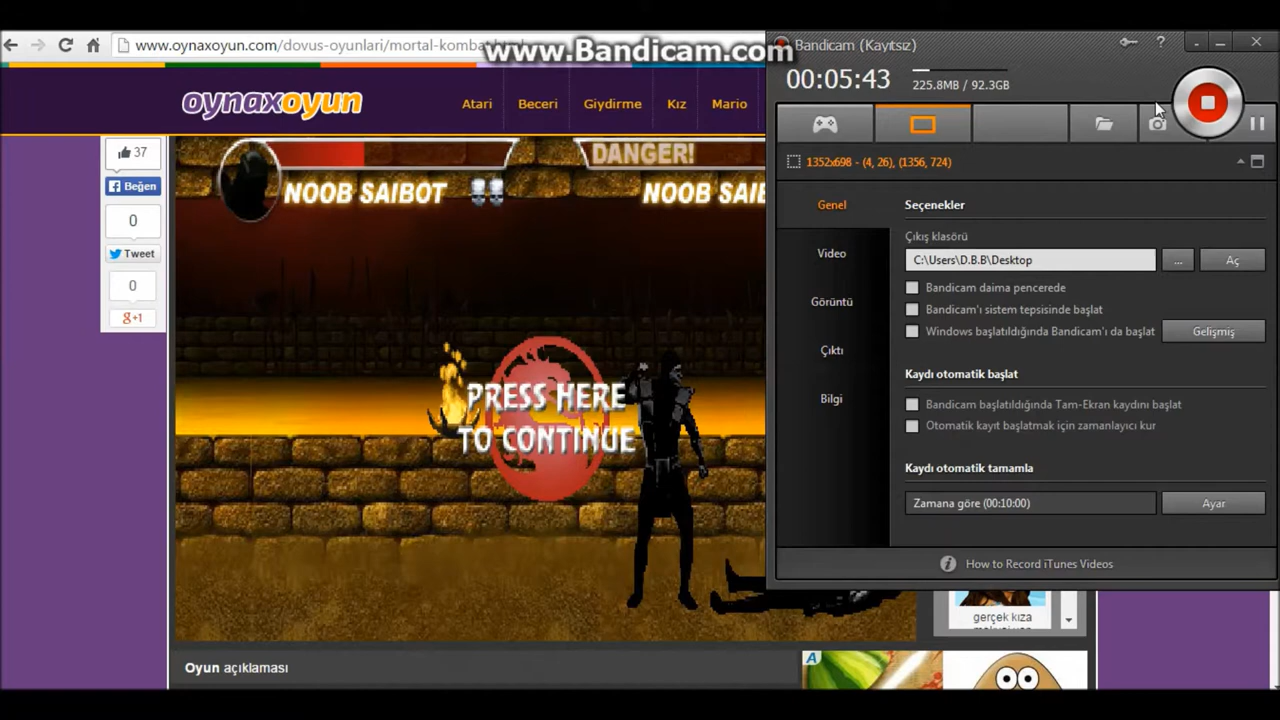 www.oynaxoyun.com/dovus-oyunlari/mortal-kombat
www.Bandicam.com
Bandicam (Kayıtsız)
00:05:43
225.8MB / 92.3GB
oynaxoyun
Atari
Beceri
Giydirme
Kız
Mario
37
Beğen
0
Tweet
0
g+1
DANGER!
NOOB SAIBOT
NOOB SAIB
PRESS HERE
TO CONTINUE
1352x698 - (4, 26), (1356, 724)
Genel
Video
Görüntü
Çıktı
Bilgi
Seçenekler
Çıkış klasörü
C:\Users\D.B.B\Desktop
...
Aç
Bandicam daima pencerede
Bandicam'ı sistem tepsisinde başlat
Windows başlatıldığında Bandicam'ı da başlat
Gelişmiş
Kaydı otomatik başlat
Bandicam başlatıldığında Tam-Ekran kaydını başlat
Otomatik kayıt başlatmak için zamanlayıcı kur
Kaydı otomatik tamamla
Zamana göre (00:10:00)
Ayar
How to Record iTunes Videos
gerçek kıza
Oyun açıklaması
A